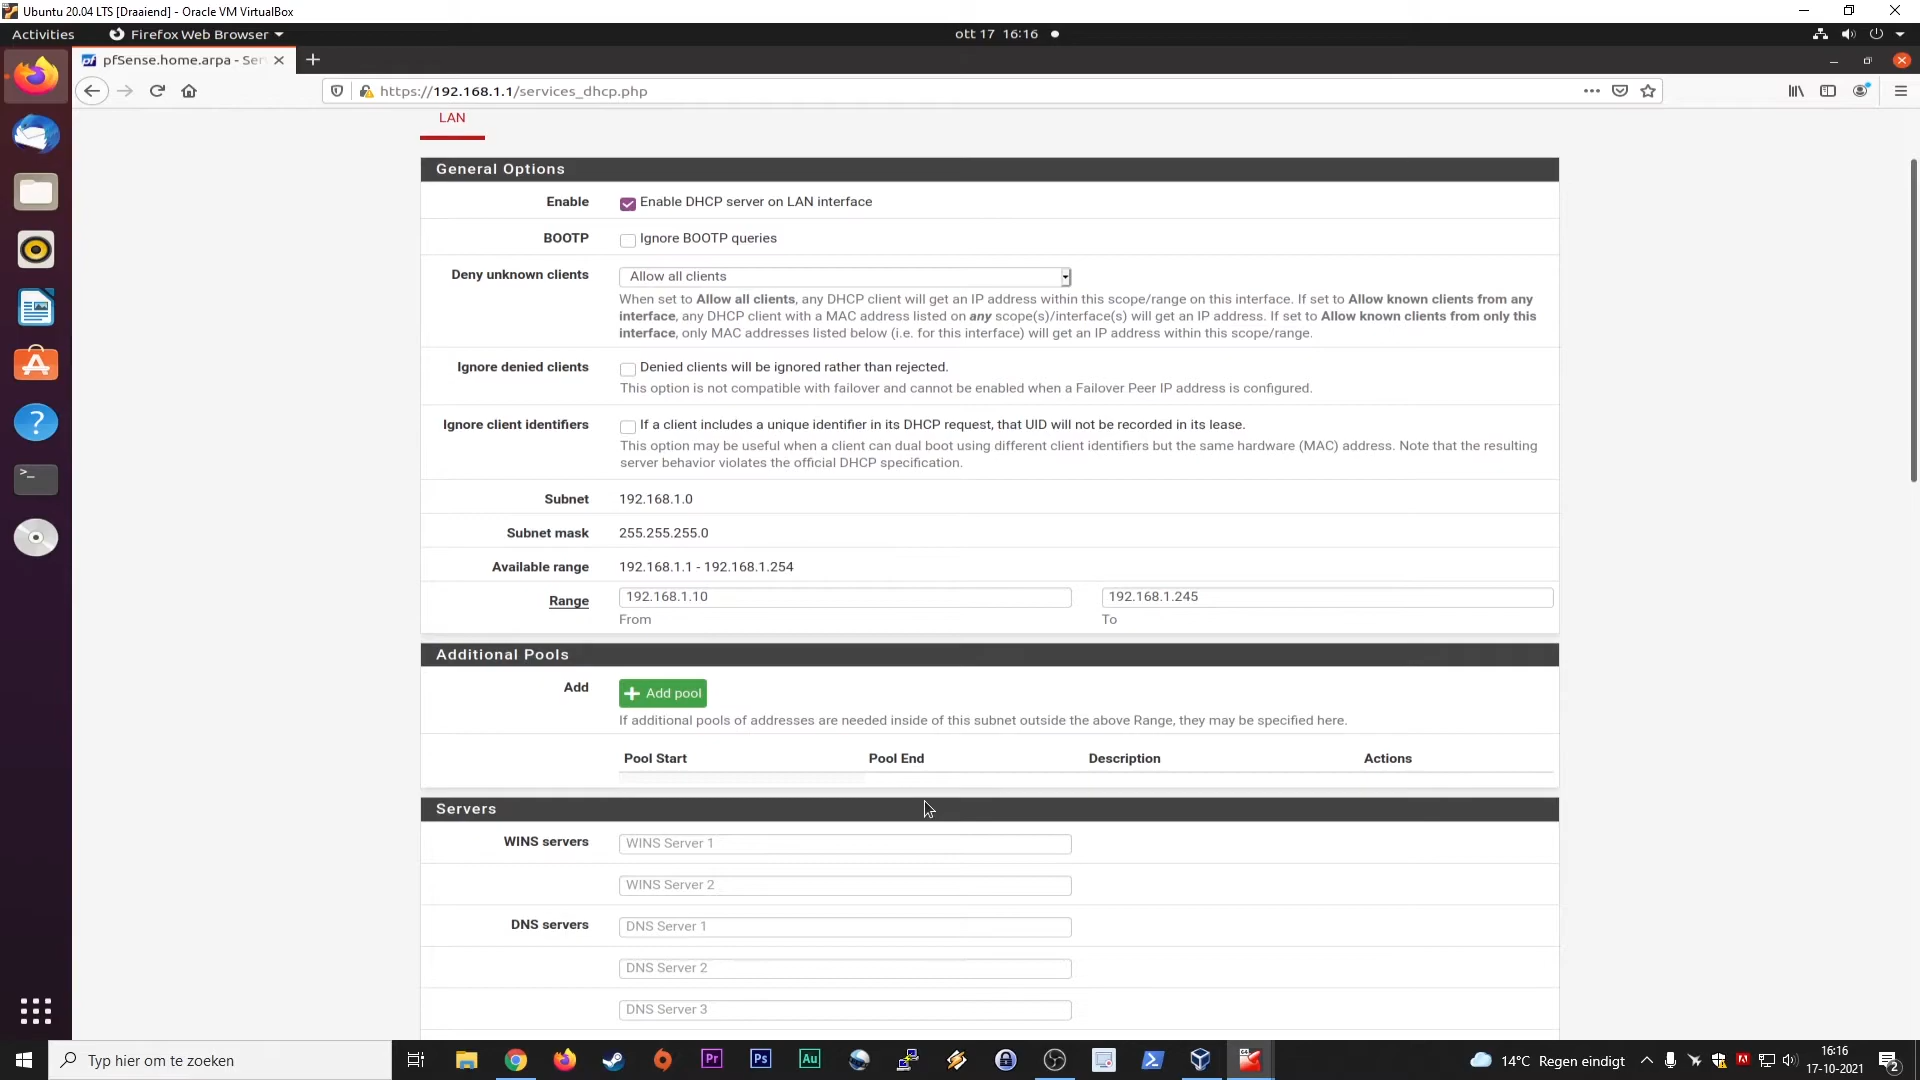 Ubuntu 20.04 LTS [Draaiend] - Oracle VM VirtualBox
Activities
Firefox Web Browser
ott 17 16:16
pfSense.home.arpa - Ser
https://192.168.1.1/services_dhcp.php
LAN
General Options
Enable
Enable DHCP server on LAN interface
BOOTP
Ignore BOOTP queries
Deny unknown clients
Allow all clients
When set to Allow all clients, any DHCP client will get an IP address within this scope/range on this interface. If set to Allow known clients from any
interface, any DHCP client with a MAC address listed on any scope(s)/interface(s) will get an IP address. If set to Allow known clients from only this
interface, only MAC addresses listed below (i.e. for this interface) will get an IP address within this scope/range.
Ignore denied clients
Denied clients will be ignored rather than rejected.
This option is not compatible with failover and cannot be enabled when a Failover Peer IP address is configured.
Ignore client identifiers
If a client includes a unique identifier in its DHCP request, that UID will not be recorded in its lease.
This option may be useful when a client can dual boot using different client identifiers but the same hardware (MAC) address. Note that the resulting
server behavior violates the official DHCP specification.
Subnet
192.168.1.0
Subnet mask
255.255.255.0
Available range
192.168.1.1 - 192.168.1.254
Range
192.168.1.10
192.168.1.245
From
To
Additional Pools
Add
Add pool
If additional pools of addresses are needed inside of this subnet outside the above Range, they may be specified here.
Pool Start
Pool End
Description
Actions
Servers
WINS servers
WINS Server 1
WINS Server 2
DNS servers
DNS Server 1
DNS Server 2
DNS Server 3
Typ hier om te zoeken
Pr
Ps
Au
14°C Regen eindigt
16:16
17-10-2021
2